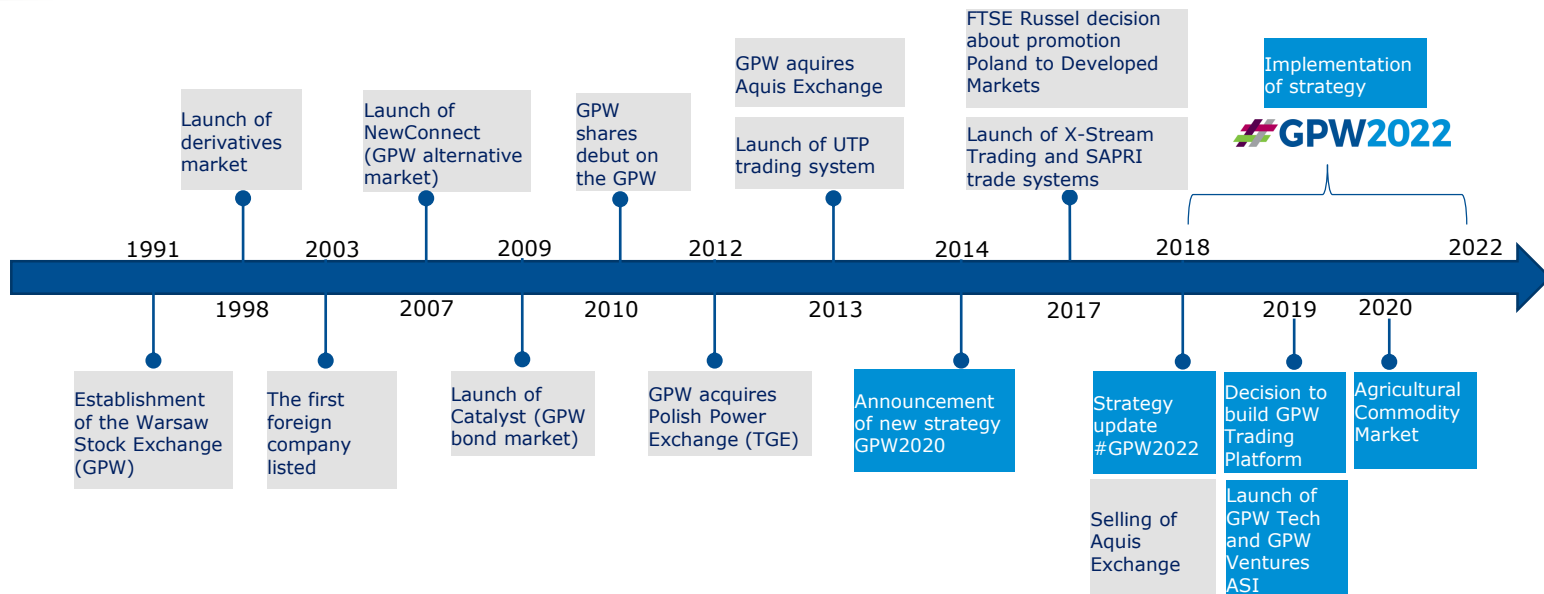 FTSE Russel decision
about promotion
Poland to Developed
Markets
GPW aquires
Aquis Exchange
Implementation
of strategy
Launch of
derivatives
market
Launch of
NewConnect
(GPW alternative
market)
GPW
shares
debut on
the GPW
Launch of UTP
trading system
Launch of X-Stream
Trading and SAPRI
trade systems
#GPW2022
1991
2003
2009
2012
2014
2018
2022
1998
2007
2010
2013
2017
2019
2020
Establishment
of the Warsaw
Stock Exchange
(GPW)
The first
foreign
company
listed
Launch of
Catalyst (GPW
bond market)
GPW acquires
Polish Power
Exchange (TGE)
Announcement
of new strategy
GPW2020
Strategy
update
#GPW2022
Decision to
build GPW
Trading
Platform
Agricultural
Commodity
Market
Selling of
Aquis
Exchange
Launch of
GPW Tech
and GPW
Ventures
ASI